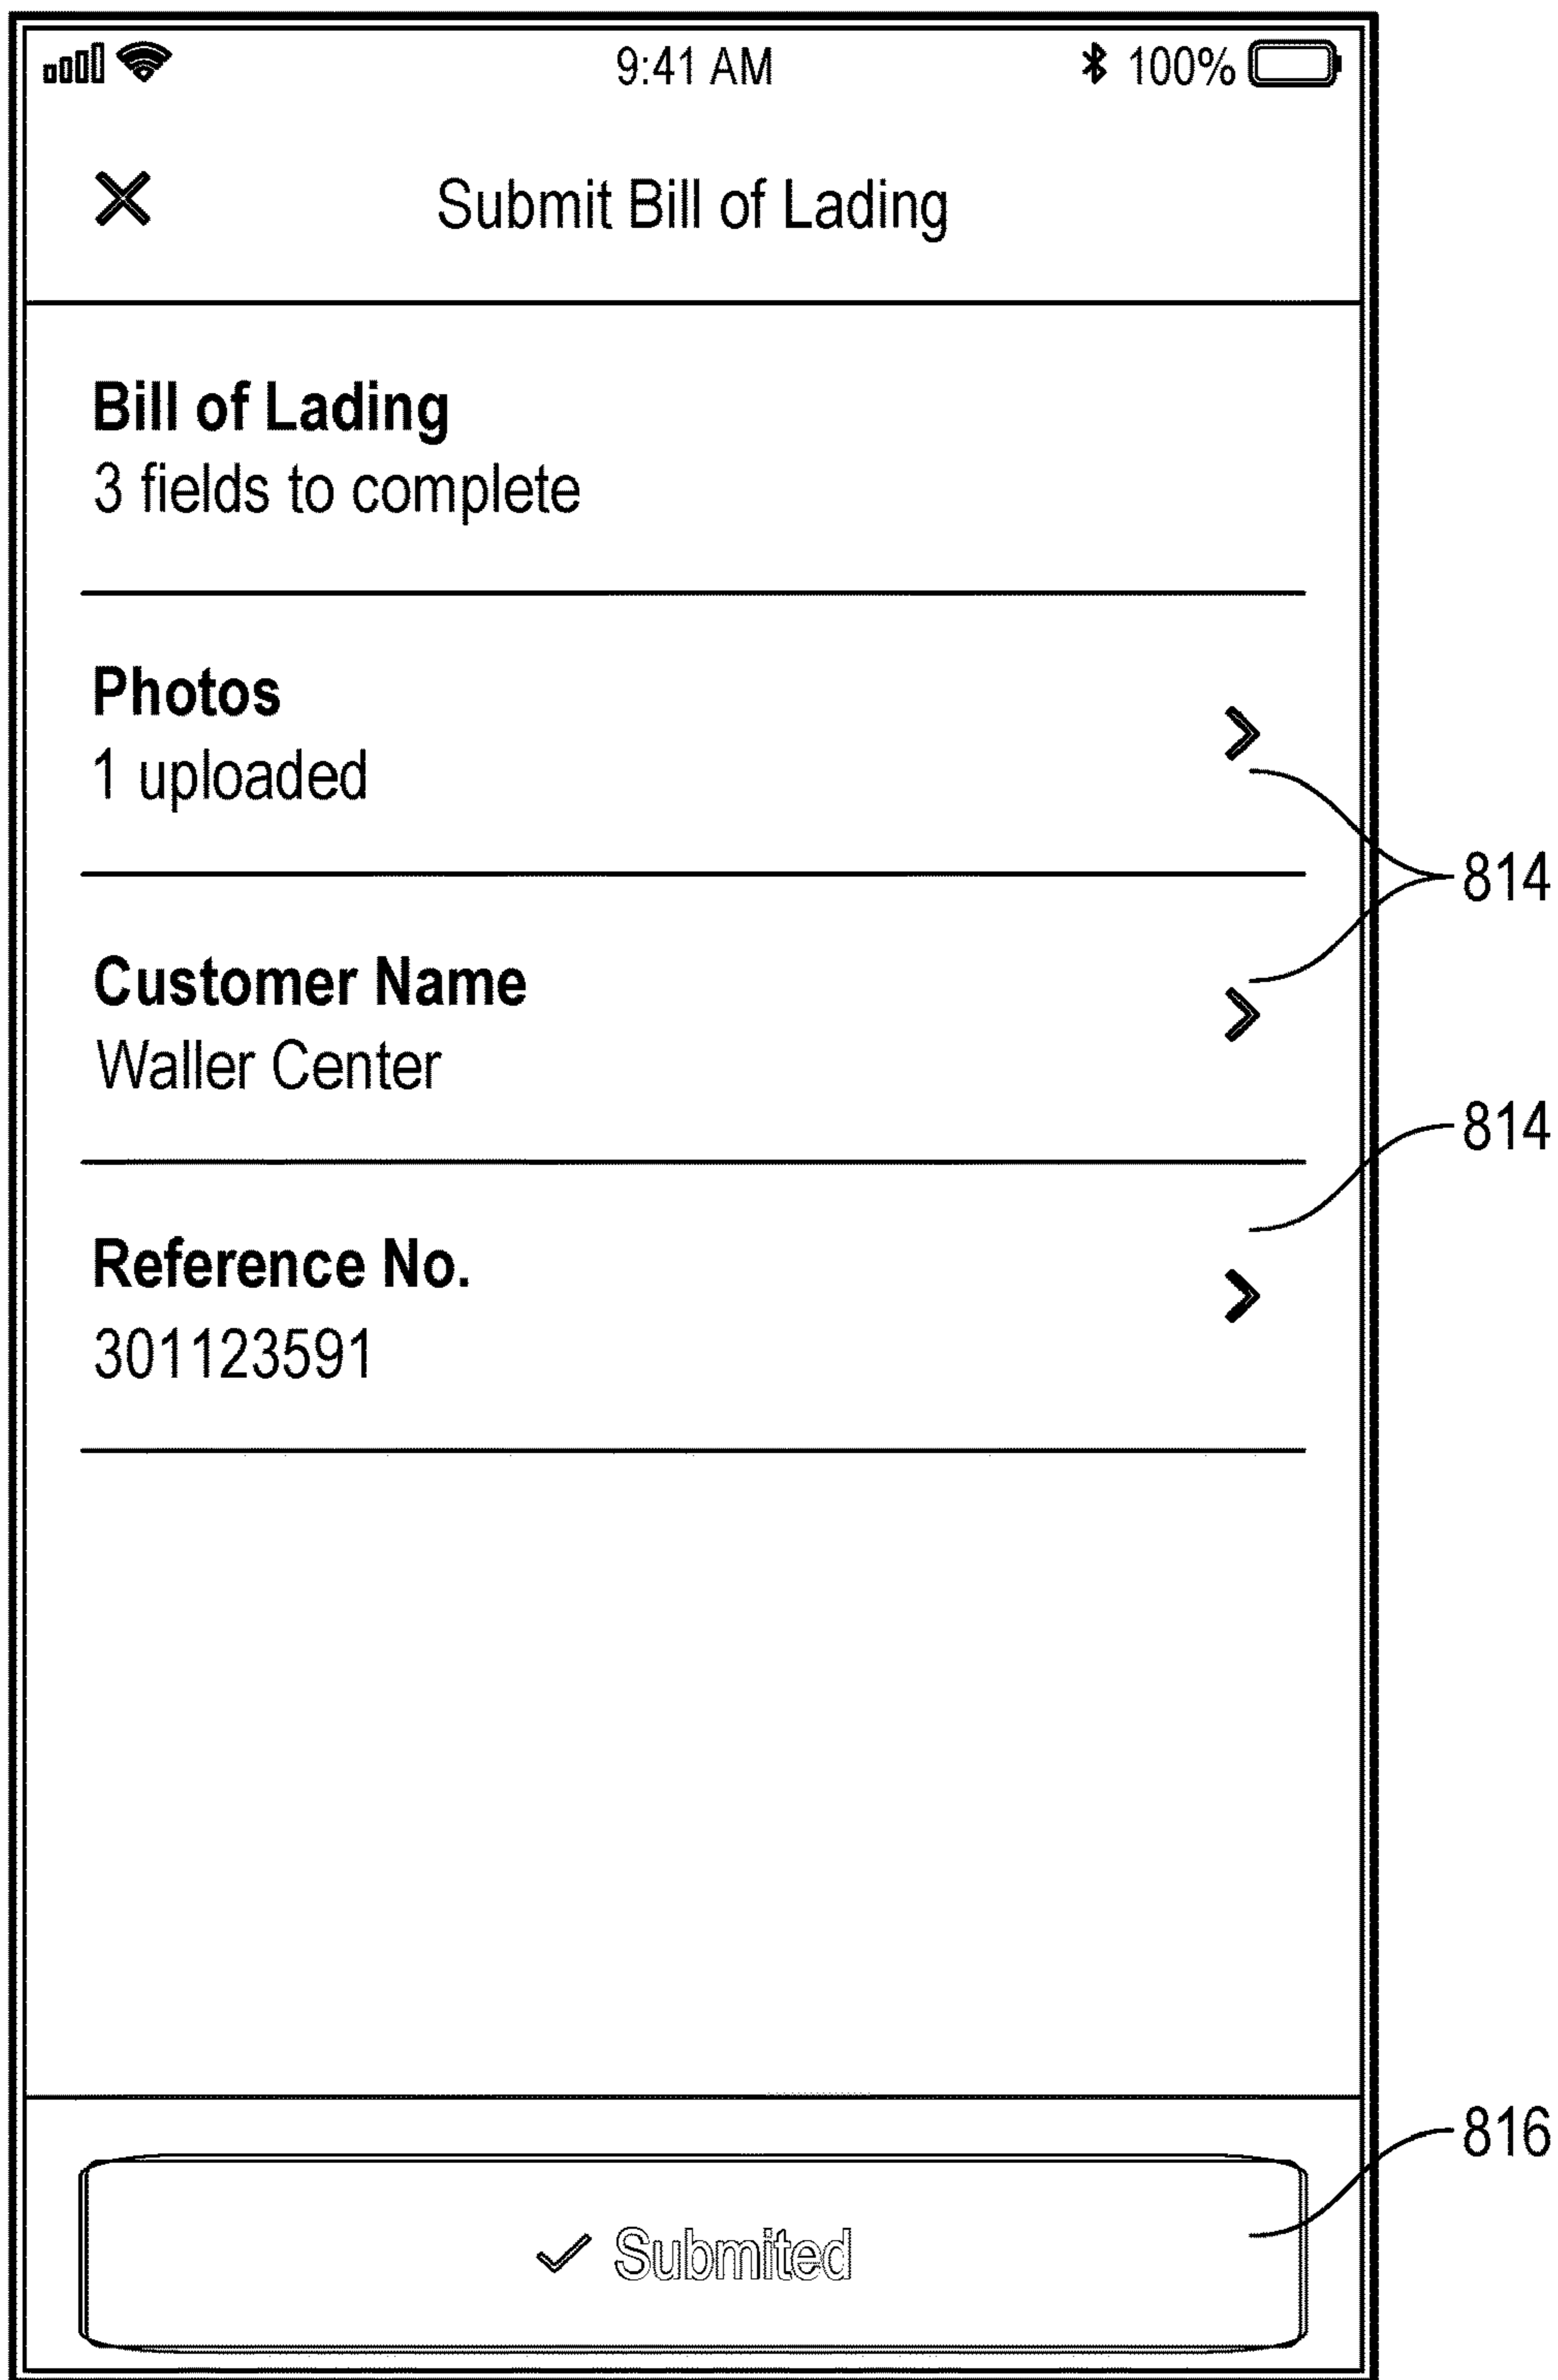 9:41 AM 100%
Submit Bill of Lading
Bill of Lading
3 fields to complete
Photos
1 uploaded
814
Customer Name
Waller Center
814
Reference No.
301123591
816
Submited